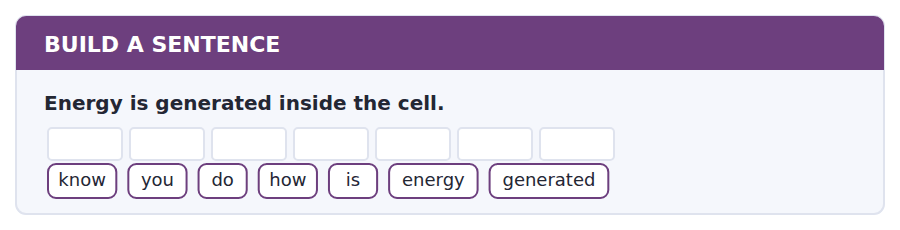 BUILD A SENTENCE
Energy is generated inside the cell.
know you do how is energy generated